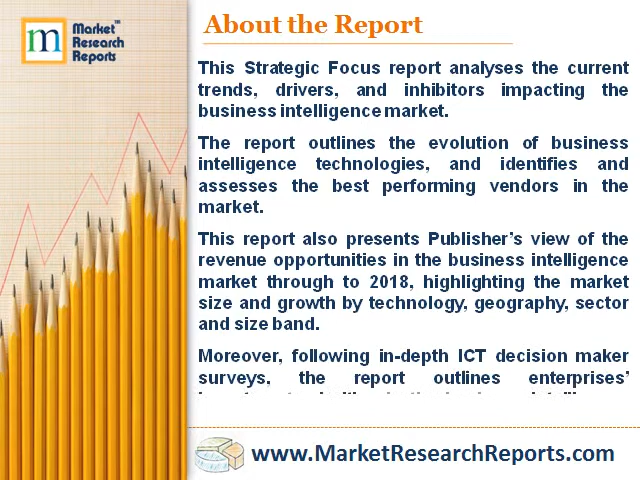 Market™
Research
Reports
About the Report
This Strategic Focus report analyses the current
trends, drivers, and inhibitors impacting the
business intelligence market.
The report outlines the evolution of business
intelligence technologies, and identifies and
assesses the best performing vendors in the
market.
This report also presents Publisher’s view of the
revenue opportunities in the business intelligence
market through to 2018, highlighting the market
size and growth by technology, geography, sector
and size band.
Moreover, following in-depth ICT decision maker
surveys, the report outlines enterprises’
www.MarketResearchReports.com